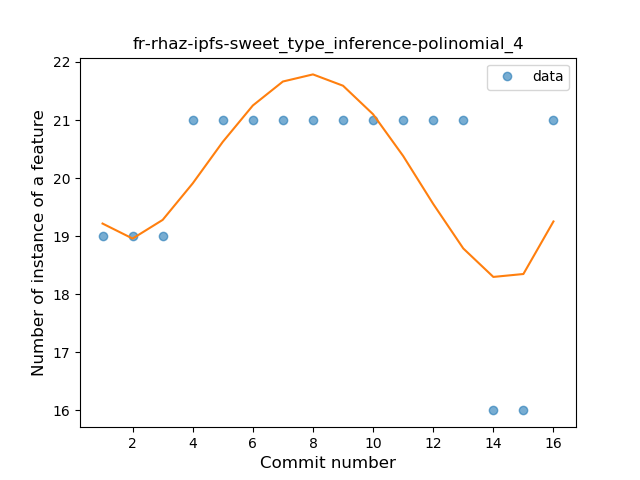 fr-rhaz-ipfs-sweet_type_inference-polinomial_4
data
Number of instance of a feature
22
21
20
19
18
17
16
2 4 6 8 10 12 14 16
Commit number